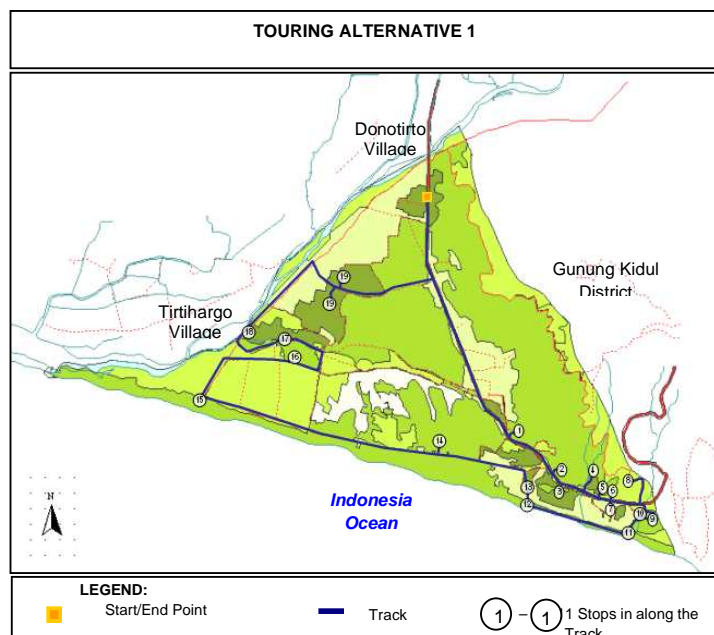 TOURING ALTERNATIVE 1
Donotirto
Village
Gunung Kidul
District
Tirtihargo
Village
19
19
18
17
16
15
14
1
2
3
4
5
6
7
8
9
10
11
12
13
Indonesia
Ocean
N
LEGEND:
Start/End Point
Track
1 – 1 1 Stops in along the
Track